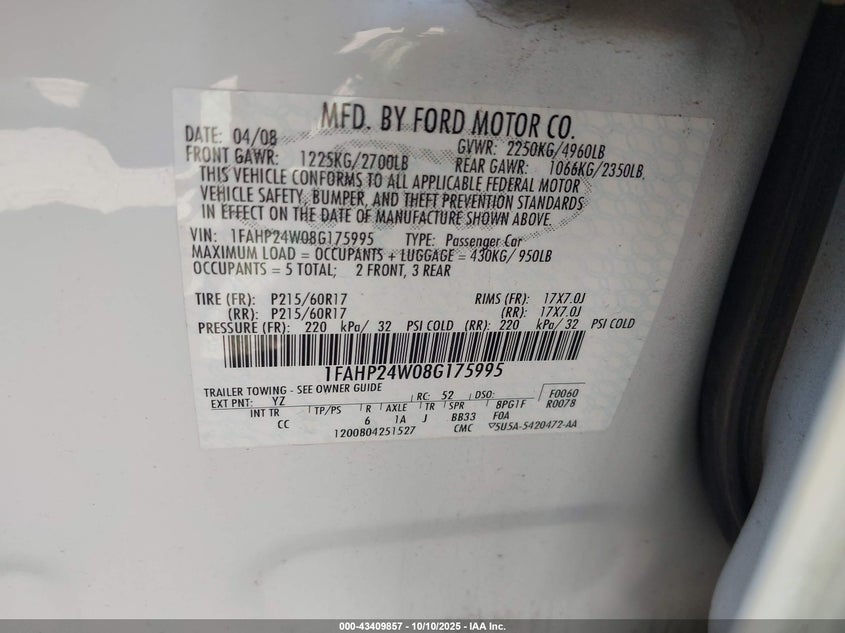 MFD. BY FORD MOTOR CO.
DATE: 04/08 GVWR: 2250KG/4960LB
FRONT GAWR: 1225KG/2700LB REAR GAWR: 1066KG/2350LB
THIS VEHICLE CONFORMS TO ALL APPLICABLE FEDERAL MOTOR
VEHICLE SAFETY, BUMPER, AND THEFT PREVENTION STANDARDS
IN EFFECT ON THE DATE OF MANUFACTURE SHOWN ABOVE.
VIN: 1FAHP24W08G175995 TYPE: Passenger Car
MAXIMUM LOAD = OCCUPANTS + LUGGAGE = 430KG/ 950LB
OCCUPANTS = 5 TOTAL; 2 FRONT, 3 REAR
TIRE (FR): P215/60R17 RIMS (FR): 17X7.0J
(RR): P215/60R17 (RR): 17X7.0J
PRESSURE (FR): 220 kPa/ 32 PSI COLD (RR): 220 kPa/ 32 PSI COLD
1FAHP24W08G175995
TRAILER TOWING - SEE OWNER GUIDE
EXT PNT: YZ RC: 52 DSO: F0060
INT TR TP/PS R AXLE TR SPR 8PG1F R0078
CC 6 1A J BB33 F0A
1200804251527 CMC 5U5A-5420472-AA
000-43409857 - 10/10/2025 - IAA Inc.